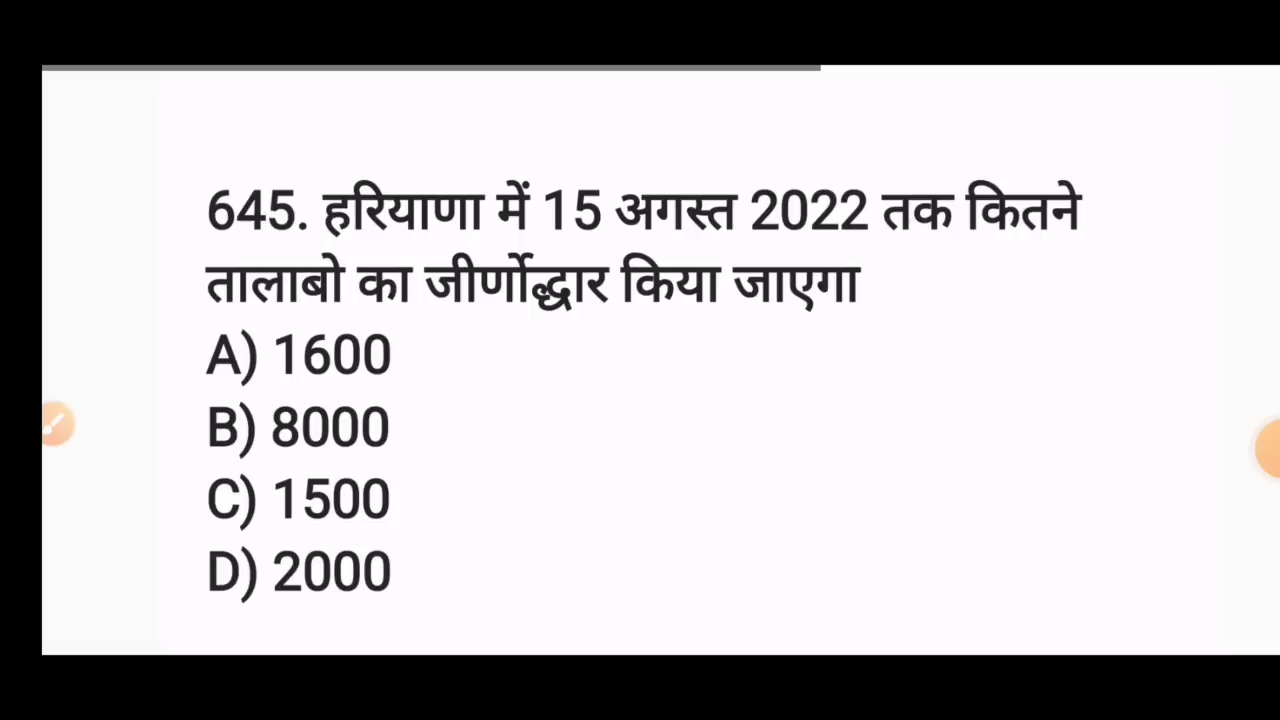 645. हरियाणा में 15 अगस्त 2022 तक कितने
तालाबो का जीर्णोद्धार किया जाएगा
A) 1600
B) 8000
C) 1500
D) 2000